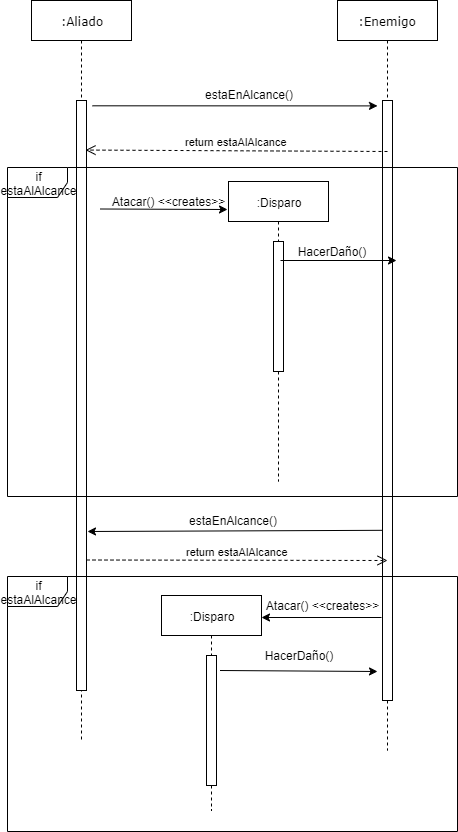 :Aliado
:Enemigo
estaEnAlcance()
return estaAlAlcance
if
estaAlAlcance
Atacar() <<creates>>
:Disparo
HacerDaño()
estaEnAlcance()
return estaAlAlcance
if
estaAlAlcance
Atacar() <<creates>>
:Disparo
HacerDaño()